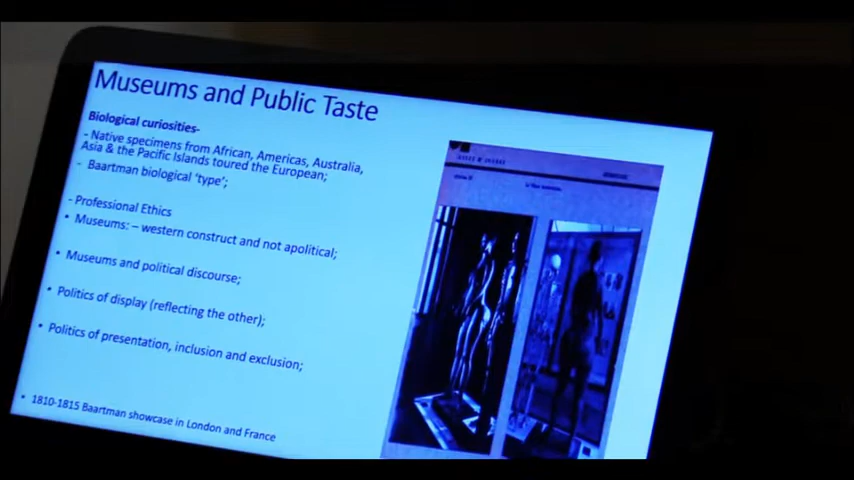 Museums and Public Taste
Biological curiosities-
- Native specimens from African, Americas, Australia,
Asia & the Pacific Islands toured the European;
- Baartman biological 'type';
- Professional Ethics
• Museums: – western construct and not apolitical;
• Museums and political discourse;
• Politics of display (reflecting the other);
• Politics of presentation, inclusion and exclusion;
• 1810-1815 Baartman showcase in London and France